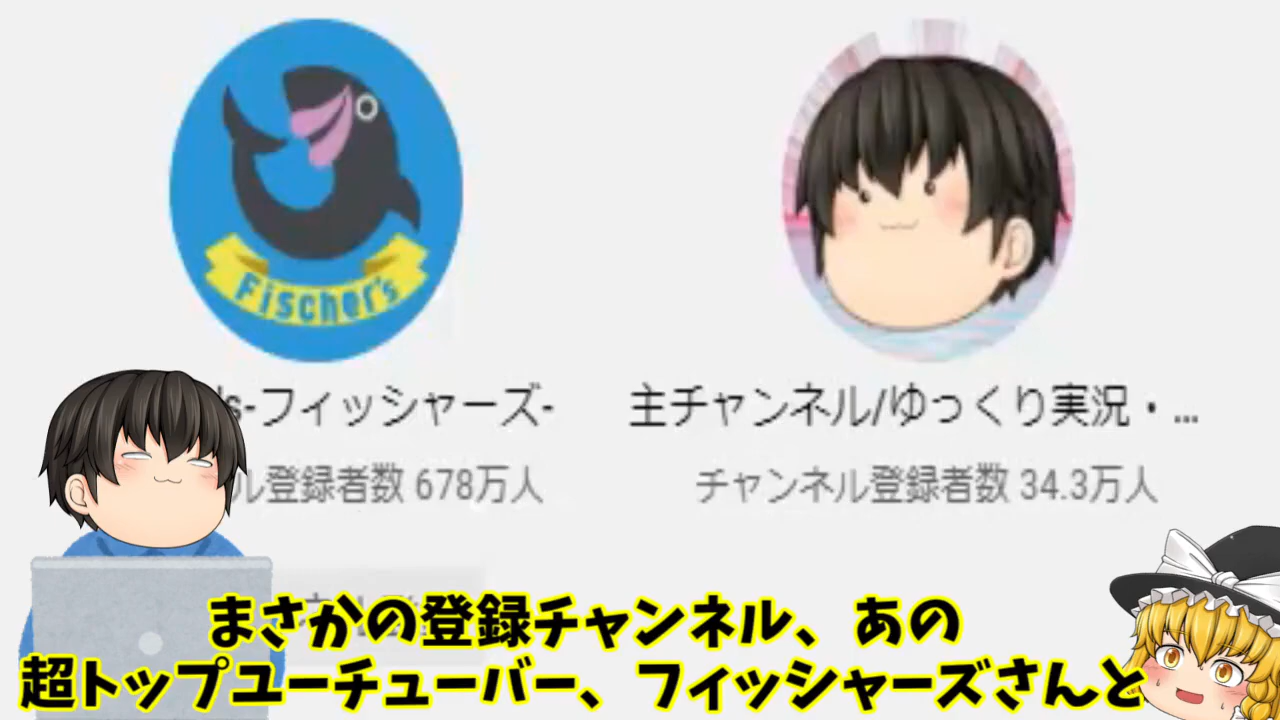 Fischer's
s-フィッシャーズ-
主チャンネル/ゆっくり実況・...
ル登録者数 678万人
チャンネル登録者数 34.3万人
まさかの登録チャンネル、あの
超トップユーチューバー、フィッシャーズさんと